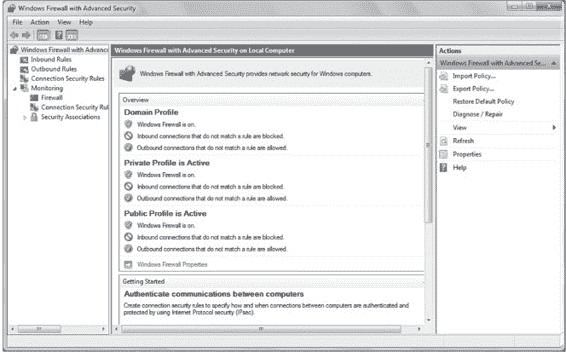 Windows Firewall with Advanced Security
File Action View Help
Windows Firewall with Advanc
Inbound Rules
Outbound Rules
Connection Security Rules
Monitoring
Firewall
Connection Security Rul
Security Associations
Windows Firewall with Advanced Security on Local Computer
Windows Firewall with Advanced Security provides network security for Windows computers.
Overview
Domain Profile
Windows Firewall is on.
Inbound connections that do not match a rule are blocked.
Outbound connections that do not match a rule are allowed.
Private Profile is Active
Windows Firewall is on.
Inbound connections that do not match a rule are blocked.
Outbound connections that do not match a rule are allowed.
Public Profile is Active
Windows Firewall is on.
Inbound connections that do not match a rule are blocked.
Outbound connections that do not match a rule are allowed.
Windows Firewall Properties
Getting Started
Authenticate communications between computers
Create connection security rules to specify how and when connections between computers are authenticated and
protected by using Internet Protocol security (IPsec).
Actions
Windows Firewall with Advanced Se...
Import Policy...
Export Policy...
Restore Default Policy
Diagnose / Repair
View
Refresh
Properties
Help